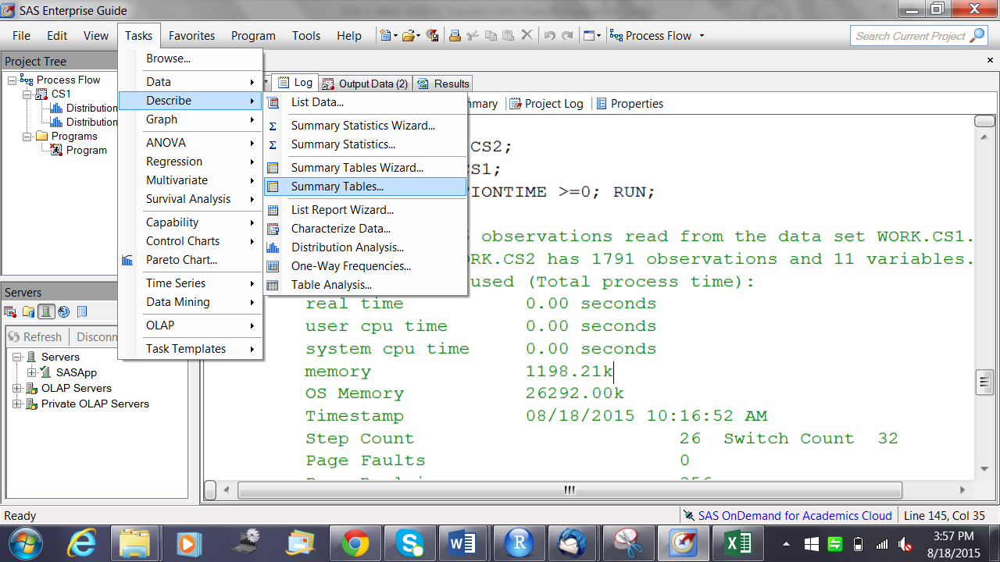 SAS Enterprise Guide
File Edit View Tasks Favorites Program Tools Help Process Flow Search Current Project
Project Tree
Process Flow
CS1
Distribution
Distribution
Programs
Program
Servers
Refresh Disconn
Servers
SASApp
OLAP Servers
Private OLAP Servers
Browse...
Data
Describe
Graph
ANOVA
Regression
Multivariate
Survival Analysis
Capability
Control Charts
Pareto Chart...
Time Series
Data Mining
OLAP
Task Templates
List Data...
Summary Statistics Wizard...
Summary Statistics...
Summary Tables Wizard...
Summary Tables...
List Report Wizard...
Characterize Data...
Distribution Analysis...
One-Way Frequencies...
Table Analysis...
* Log Output Data (2) Results
mmary Project Log Properties
CS2;
CS1;
IONTIME >=0; RUN;
observations read from the data set WORK.CS1.
RK.CS2 has 1791 observations and 11 variables.
used (Total process time):
real time 0.00 seconds
user cpu time 0.00 seconds
system cpu time 0.00 seconds
memory 1198.21k
OS Memory 26292.00k
Timestamp 08/18/2015 10:16:52 AM
Step Count 26 Switch Count 32
Page Faults 0
Ready SAS OnDemand for Academics Cloud Line 145, Col 35
3:57 PM
8/18/2015